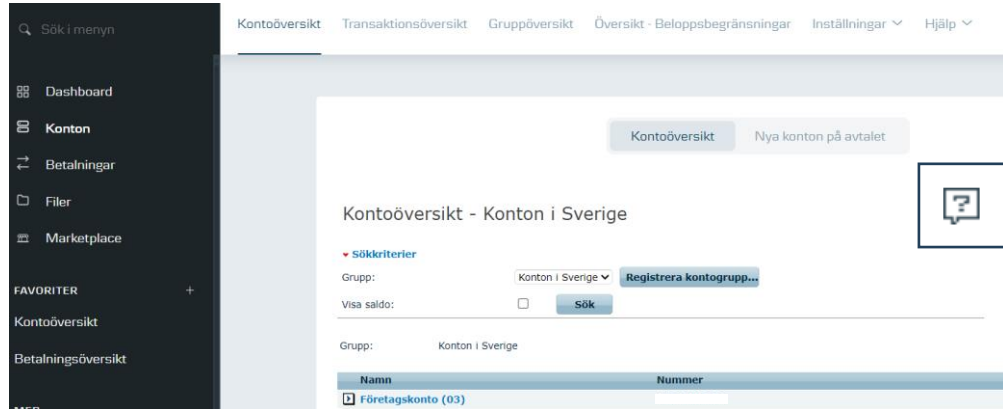 Sök i menyn
Dashboard
Konton
Betalningar
Filer
Marketplace
FAVORITER +
Kontoöversikt
Betalningsöversikt
MER
Kontoöversikt Transaktionsöversikt Gruppöversikt Översikt - Beloppsbegränsningar Inställningar Hjälp
Kontoöversikt Nya konton på avtalet
?
Kontoöversikt - Konton i Sverige
Sökkriterier
Grupp: Konton i Sverige Registrera kontogrupp...
Visa saldo: Sök
Grupp: Konton i Sverige
Namn Nummer
Företagskonto (03)